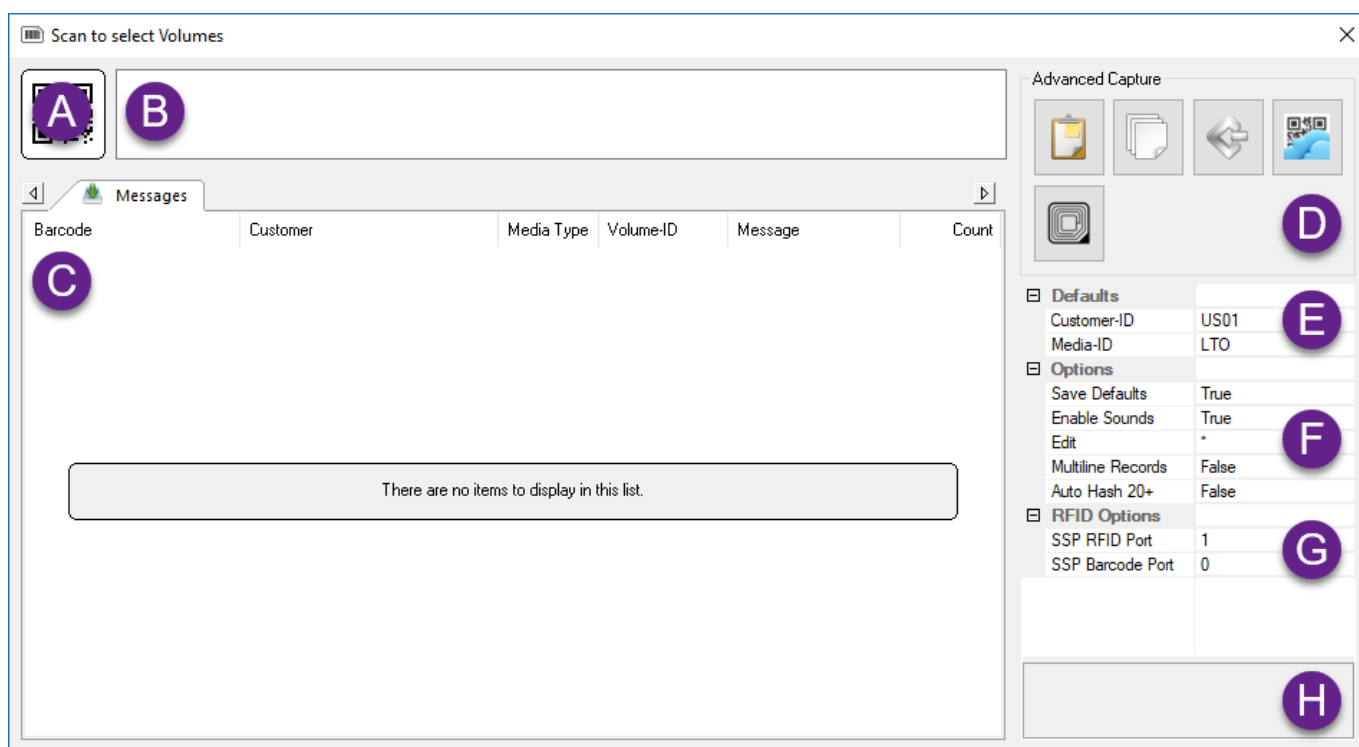 Scan to select Volumes
A
B
Advanced Capture
D
Messages
Barcode Customer Media Type Volume-ID Message Count
C
There are no items to display in this list.
Defaults
Customer-ID US01
Media-ID LTO
E
Options
Save Defaults True
Enable Sounds True
Edit *
Multiline Records False
Auto Hash 20+ False
F
RFID Options
SSP RFID Port 1
SSP Barcode Port 0
G
H